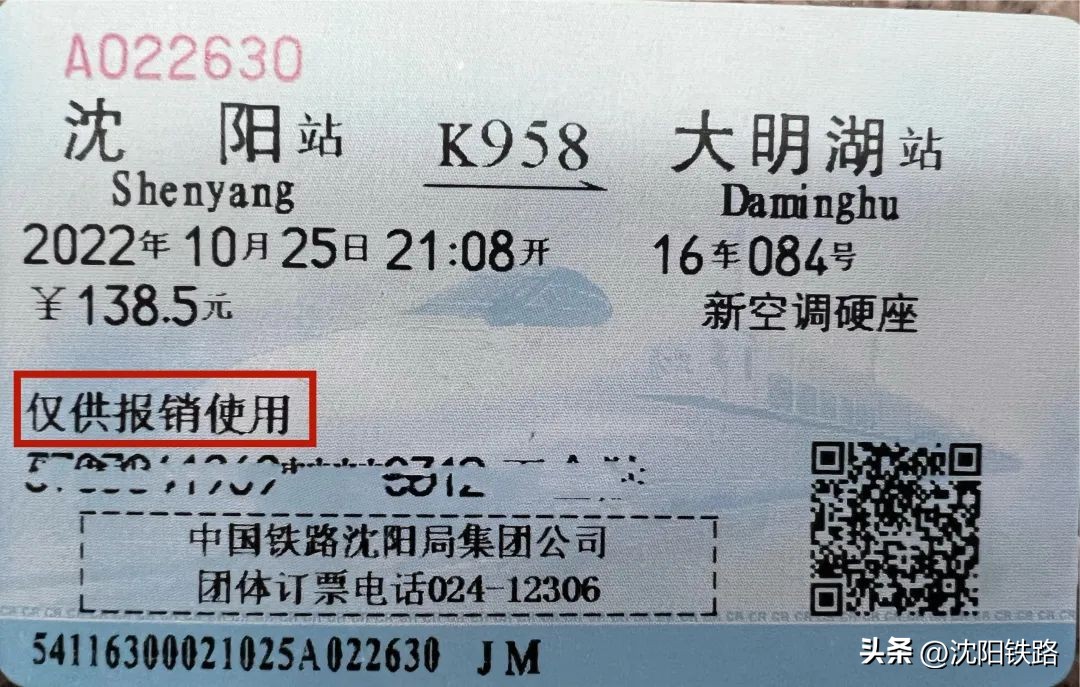 A022630
沈阳站 K958 大明湖站
Shenyang Daminghu
2022年10月25日21:08开 16车084号
￥138.5元 新空调硬座
仅供报销使用
中国铁路沈阳局集团公司
团体订票电话024-12306
54116300021025A022630 JM
头条 @沈阳铁路